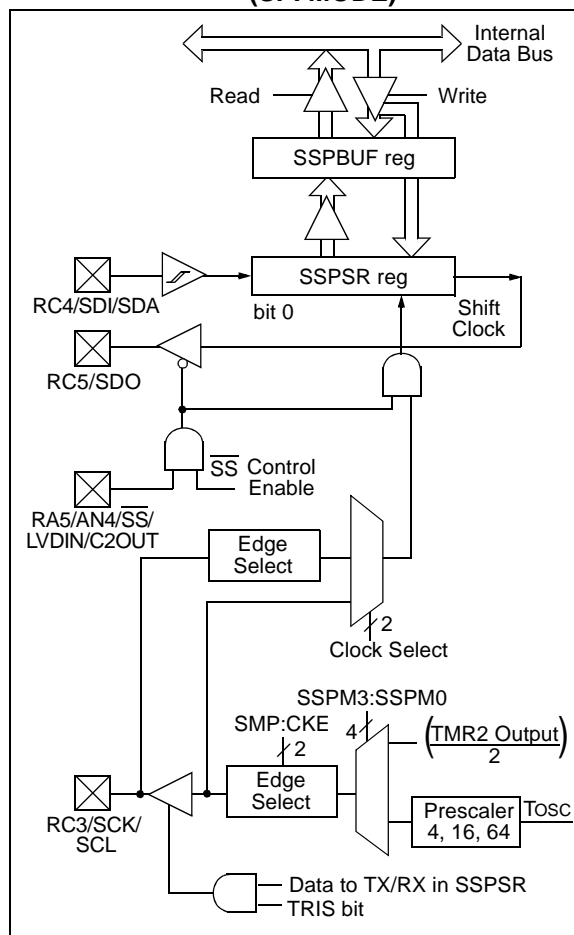 Internal
Data Bus
Read
Write
SSPBUF reg
SSPSR reg
RC4/SDI/SDA
bit 0
Shift
Clock
RC5/SDO
SS Control
Enable
RA5/AN4/SS/
LVDIN/C2OUT
Edge
Select
2
Clock Select
SSPM3:SSPM0
SMP:CKE
4
(TMR2 Output)
2
2
Edge
Select
RC3/SCK/
SCL
Prescaler
4, 16, 64
TOSC
Data to TX/RX in SSPSR
TRIS bit